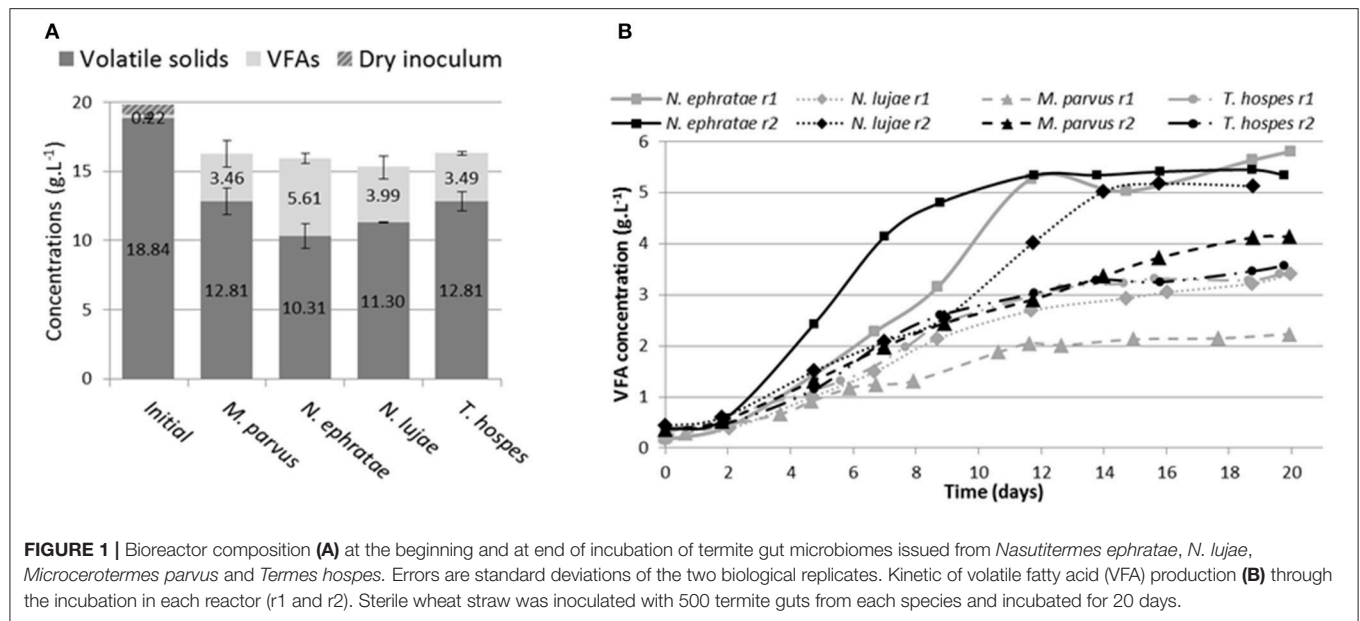 A
Volatile solids VFAs Dry inoculum
20
15
10
5
0
Concentrations (g.L⁻¹)
0.22
18.84
3.46
12.81
5.61
10.31
3.99
11.30
3.49
12.81
Initial
M. parvus
N. ephratae
N. lujae
T. hospes
B
N. ephratae r1 N. lujae r1 M. parvus r1 T. hospes r1
N. ephratae r2 N. lujae r2 M. parvus r2 T. hospes r2
6
5
4
3
2
1
0
VFA concentration (g.L⁻¹)
0 2 4 6 8 10 12 14 16 18 20
Time (days)
FIGURE 1 | Bioreactor composition (A) at the beginning and at end of incubation of termite gut microbiomes issued from Nasutitermes ephratae, N. lujae,
Microcerotermes parvus and Termes hospes. Errors are standard deviations of the two biological replicates. Kinetic of volatile fatty acid (VFA) production (B) through
the incubation in each reactor (r1 and r2). Sterile wheat straw was inoculated with 500 termite guts from each species and incubated for 20 days.